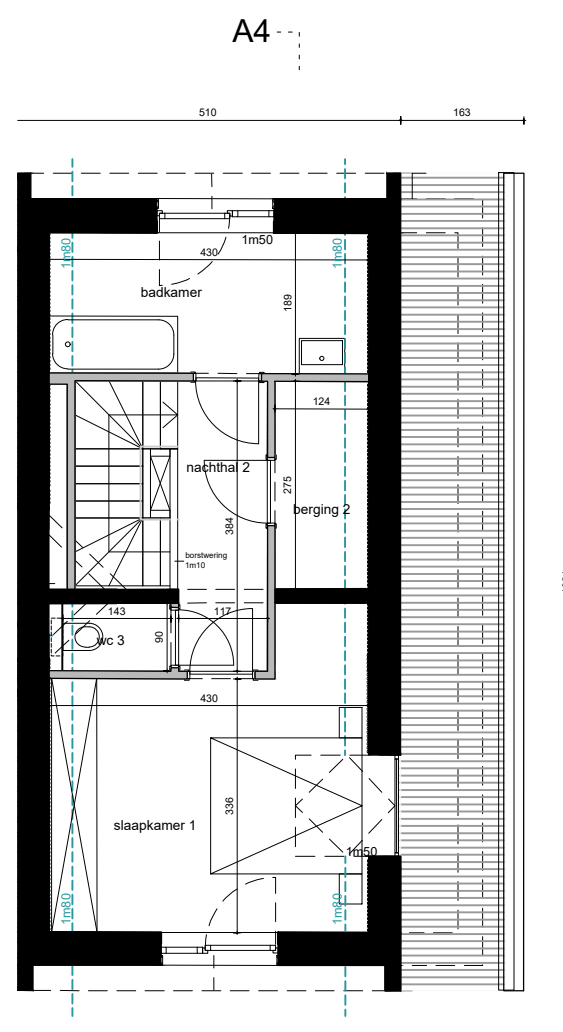 A4
510
163
1m80
1m80
1m50
430
badkamer
189
124
nachthal 2
275
berging 2
384
borstwering
1m10
143
117
90
wc 3
430
336
slaapkamer 1
1m50
1m80
1m80